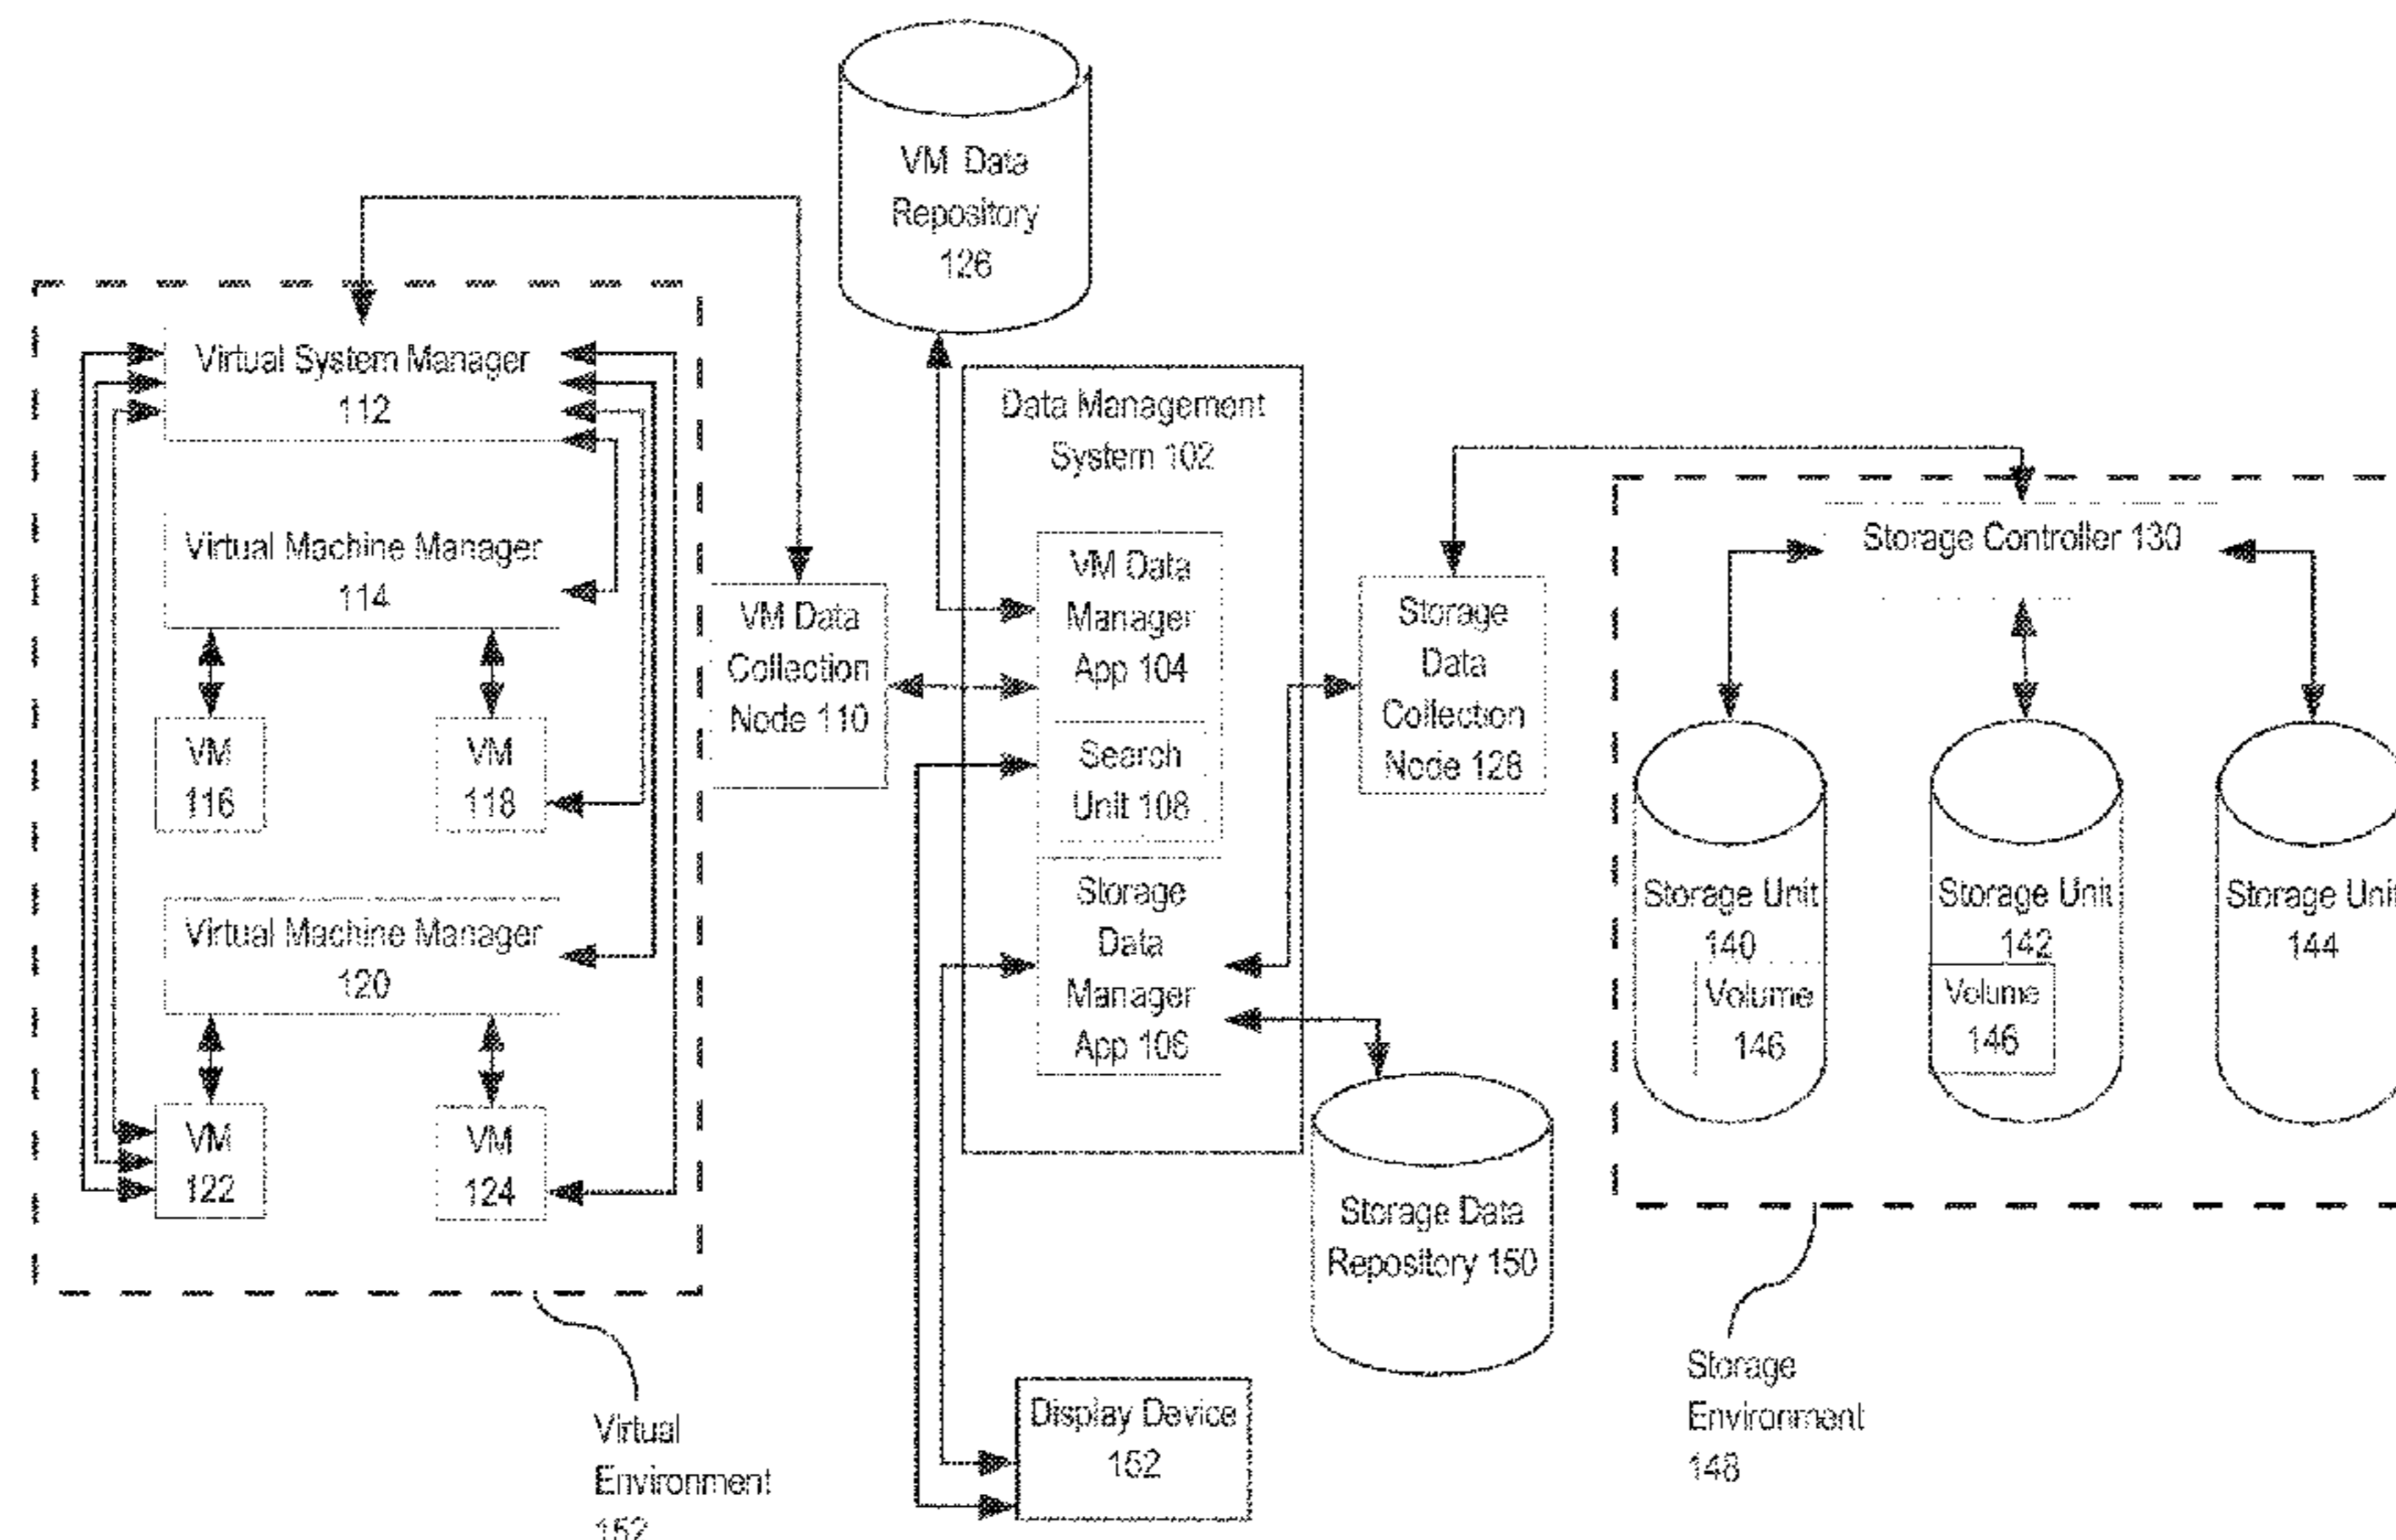 VM Data
Repository
126
Virtual System Manager
112
Virtual Machine Manager
114
VM
116
VM
118
Virtual Machine Manager
120
VM
122
VM
124
Virtual
Environment
152
VM Data
Collection
Node 110
Data Management
System 102
VM Data
Manager
App 104
Search
Unit 108
Storage
Data
Manager
App 106
Storage
Data
Collection
Node 128
Storage Data
Repository 150
Display Device
152
Storage Controller 130
Storage Unit
140
Volume
146
Storage Unit
142
Volume
146
Storage Unit
144
Storage
Environment
148